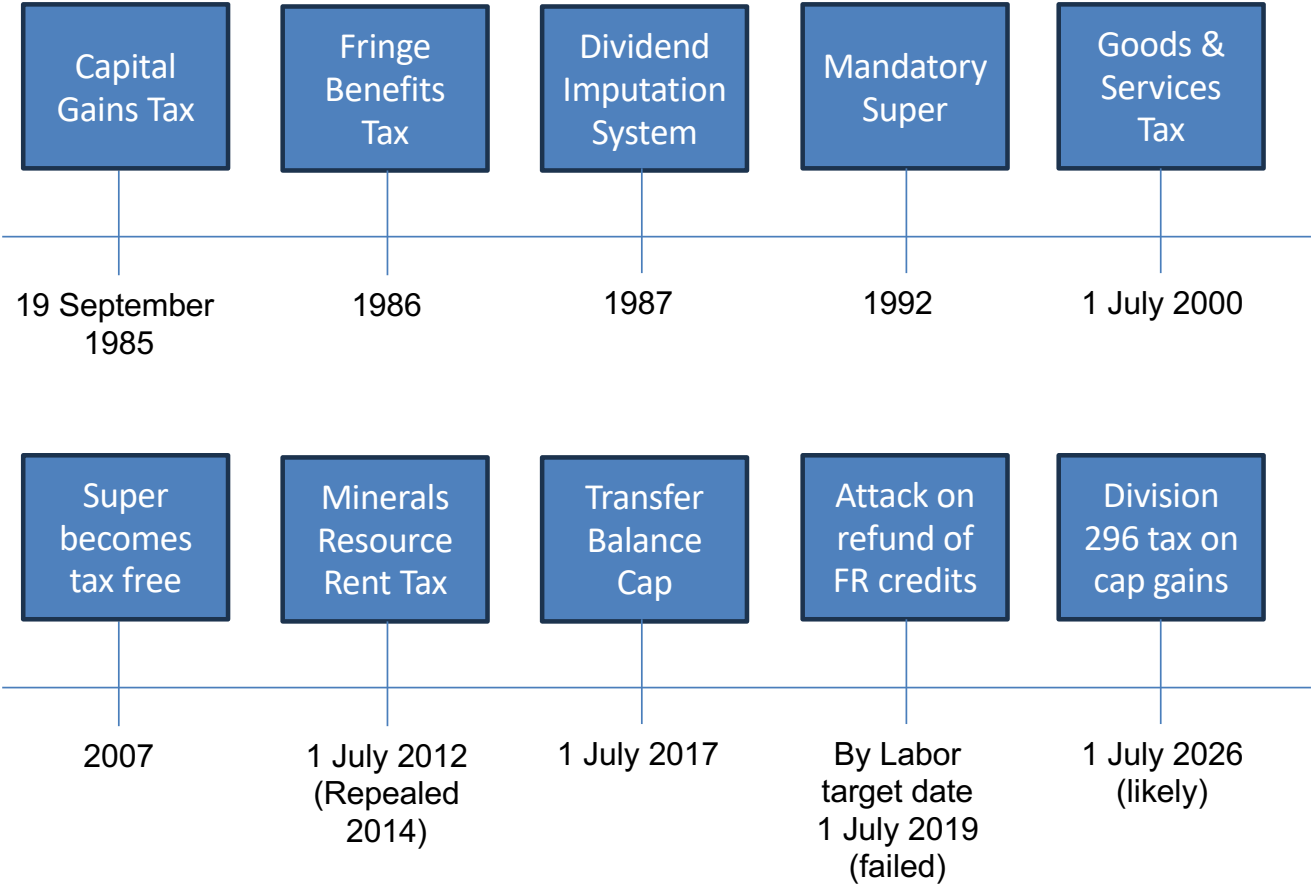 Capital
Gains Tax
Fringe
Benefits
Tax
Dividend
Imputation
System
Mandatory
Super
Goods &
Services
Tax
19 September
1985
1986
1987
1992
1 July 2000
Super
becomes
tax free
Minerals
Resource
Rent Tax
Transfer
Balance
Cap
Attack on
refund of
FR credits
Division
296 tax on
cap gains
2007
1 July 2012
(Repealed
2014)
1 July 2017
By Labor
target date
1 July 2019
(failed)
1 July 2026
(likely)